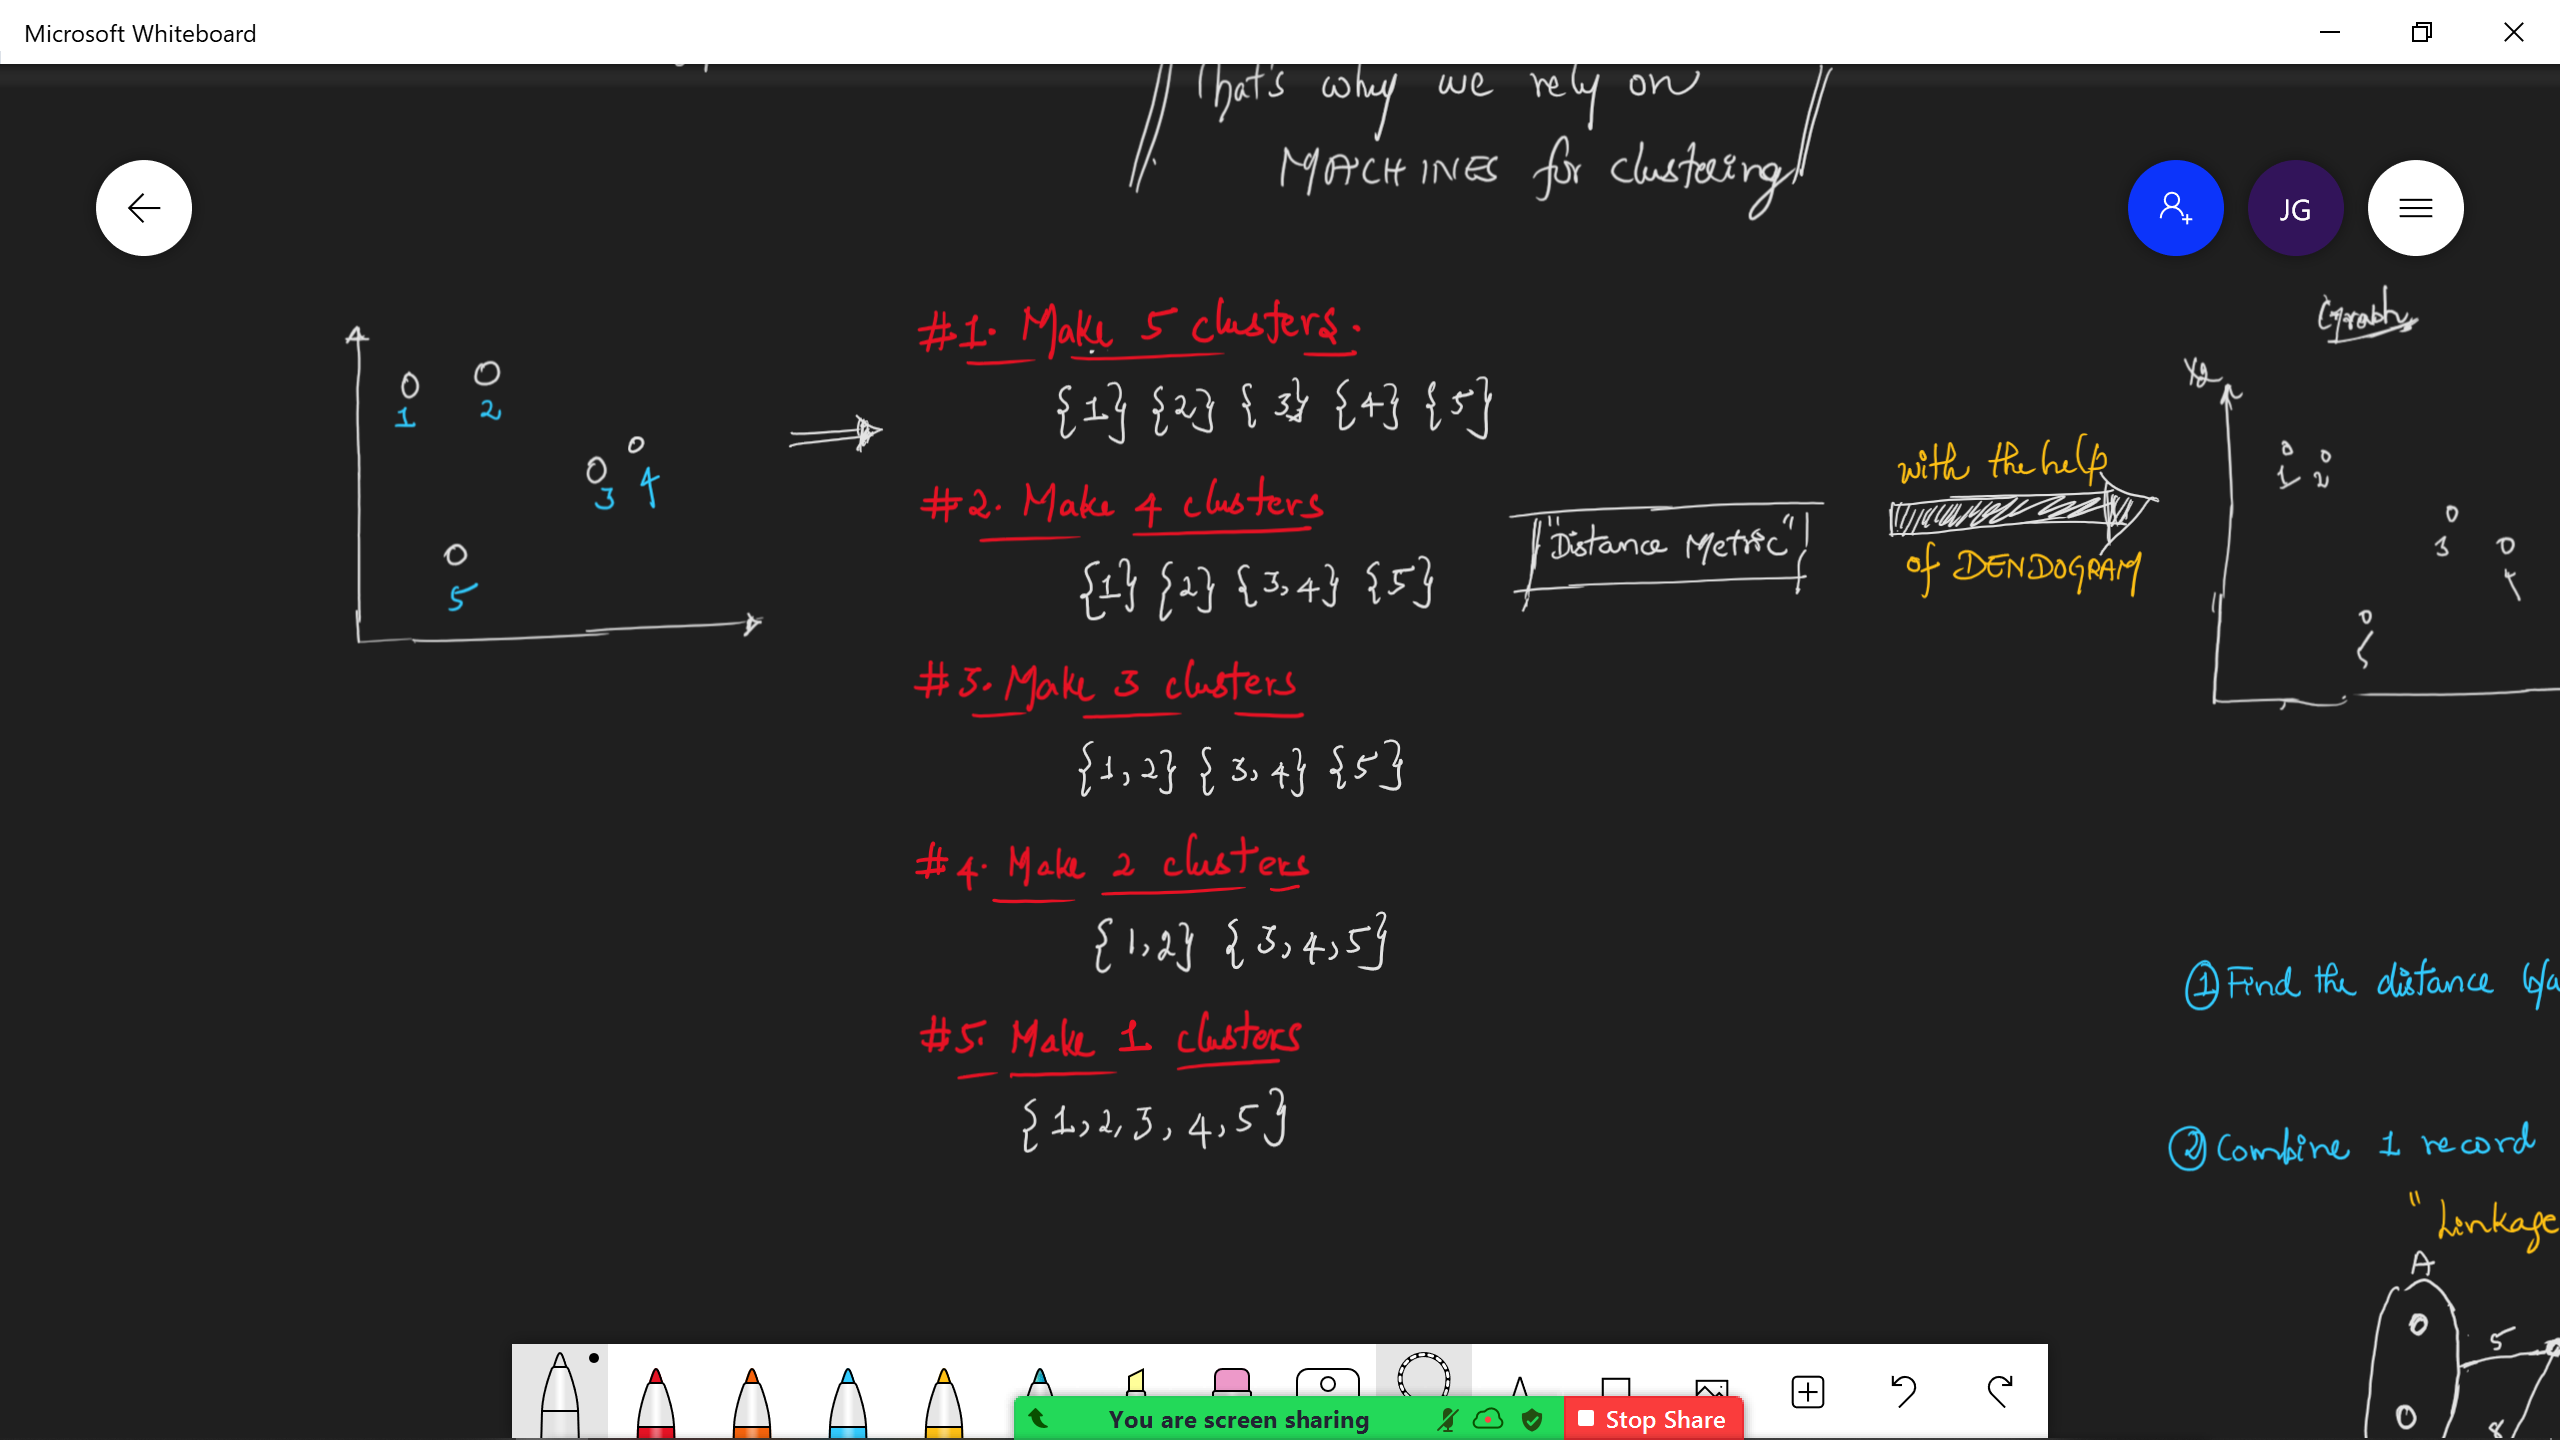 Microsoft Whiteboard
That's why we rely on
MACHINES for clustering
JG
#1. Make 5 clusters.
{1} {2} {3} {4} {5}
#2. Make 4 clusters
{1} {2} {3,4} {5}
#3. Make 3 clusters
{1,2} {3,4} {5}
#4. Make 2 clusters
{1,2} {3,4,5}
#5. Make 1 clusters
{1,2,3,4,5}
1
2
3
4
5
"Distance Metric"
with the help
of DENDOGRAM
Graph
X2
1
2
3
4
5
① Find the distance
② Combine 1 record
" Linkage
A
5
8
You are screen sharing
Stop Share